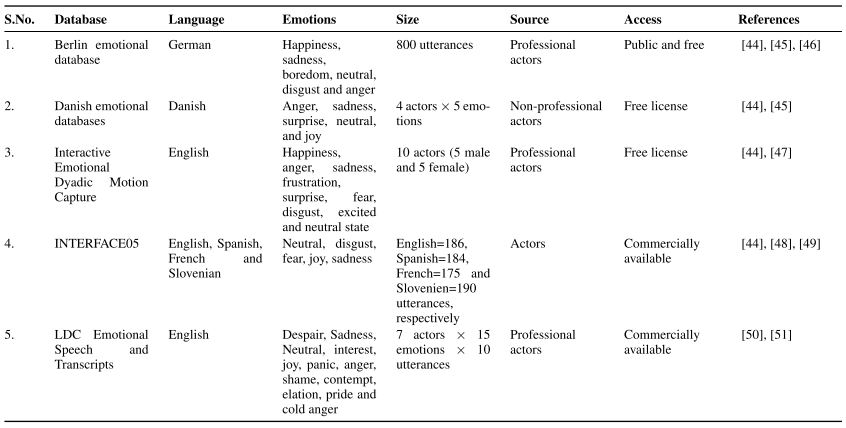 S.No. Database Language Emotions Size Source Access References
1. Berlin emotional German Happiness, 800 utterances Professional Public and free [44], [45], [46]
database sadness, actors
boredom, neutral,
disgust and anger
2. Danish emotional Danish Anger, sadness, 4 actors × 5 emo- Non-professional Free license [44], [45]
databases surprise, neutral, tions actors
and joy
3. Interactive English Happiness, 10 actors (5 male Professional Free license [44], [47]
Emotional anger, sadness, and 5 female) actors
Dyadic Motion frustration,
Capture surprise, fear,
disgust, excited
and neutral state
4. INTERFACE05 English, Spanish, Neutral, disgust, English=186, Actors Commercially [44], [48], [49]
French and fear, joy, sadness Spanish=184, available
Slovenian French=175 and
Slovenien=190
utterances,
respectively
5. LDC Emotional English Despair, Sadness, 7 actors × 15 Professional Commercially [50], [51]
Speech and Neutral, interest, emotions × 10 actors available
Transcripts joy, panic, anger, utterances
shame, contempt,
elation, pride and
cold anger